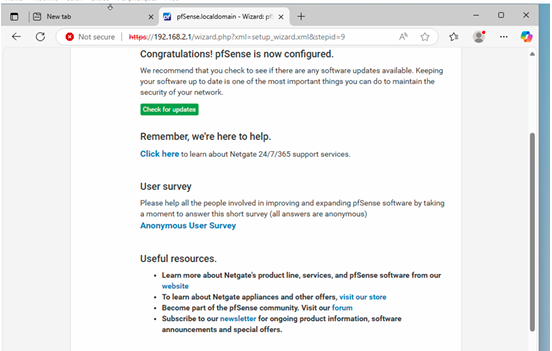 New tab
pfSense.localdomain - Wizard: pf
Not secure
https://192.168.2.1/wizard.php?xml=setup_wizard.xml&stepid=9
Congratulations! pfSense is now configured.
We recommend that you check to see if there are any software updates available. Keeping
your software up to date is one of the most important things you can do to maintain the
security of your network.
Check for updates
Remember, we're here to help.
Click here to learn about Netgate 24/7/365 support services.
User survey
Please help all the people involved in improving and expanding pfSense software by taking
a moment to answer this short survey (all answers are anonymous)
Anonymous User Survey
Useful resources.
Learn more about Netgate's product line, services, and pfSense software from our
website
To learn about Netgate appliances and other offers, visit our store
Become part of the pfSense community. Visit our forum
Subscribe to our newsletter for ongoing product information, software
announcements and special offers.